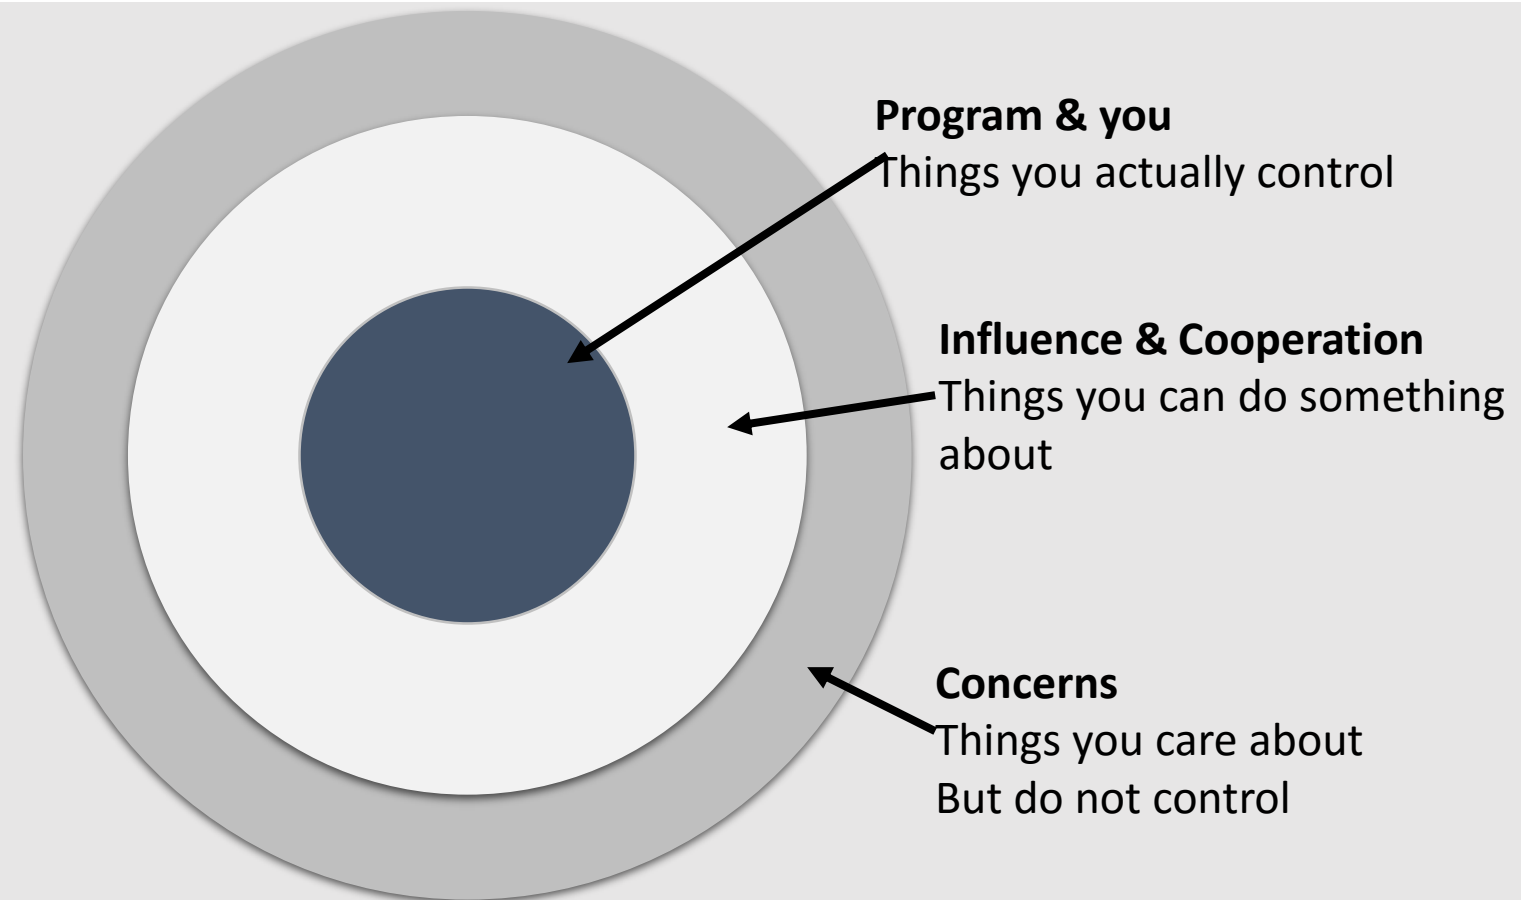 Program & you
Things you actually control
Influence & Cooperation
Things you can do something
about
Concerns
Things you care about
But do not control